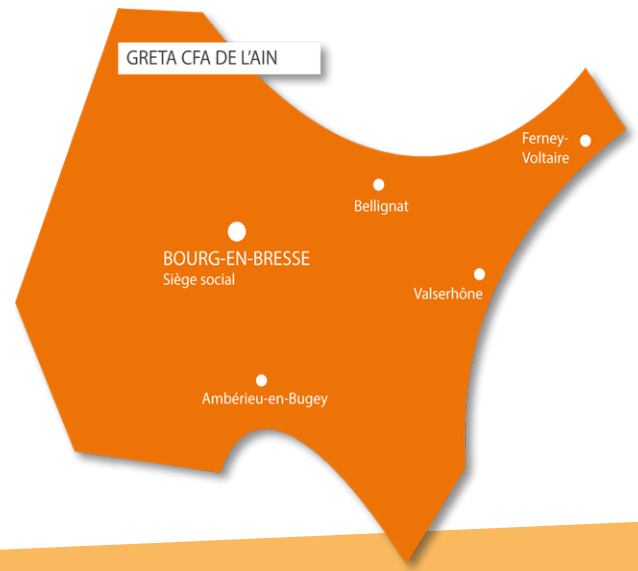 GRETA CFA DE L'AIN
Ferney-
Voltaire
Bellignat
BOURG-EN-BRESSE
Siège social
Valserhône
Ambérieu-en-Bugey